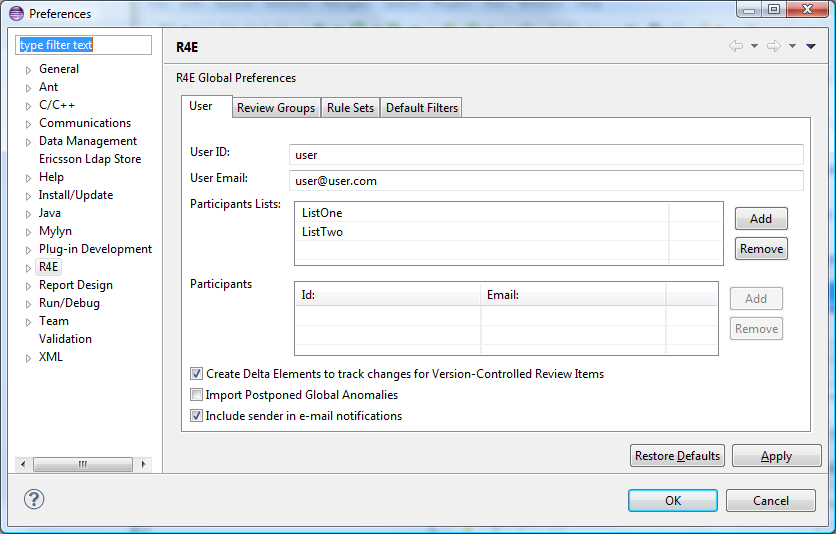 Preferences
type filter text
General
Ant
C/C++
Communications
Data Management
Ericsson Ldap Store
Help
Install/Update
Java
Mylyn
Plug-in Development
R4E
Report Design
Run/Debug
Team
Validation
XML
R4E
R4E Global Preferences
User Review Groups Rule Sets Default Filters
User ID: user
User Email: user@user.com
Participants Lists: ListOne
ListTwo
Add
Remove
Participants Id: Email:
Add
Remove
Create Delta Elements to track changes for Version-Controlled Review Items
Import Postponed Global Anomalies
Include sender in e-mail notifications
Restore Defaults Apply
? OK Cancel